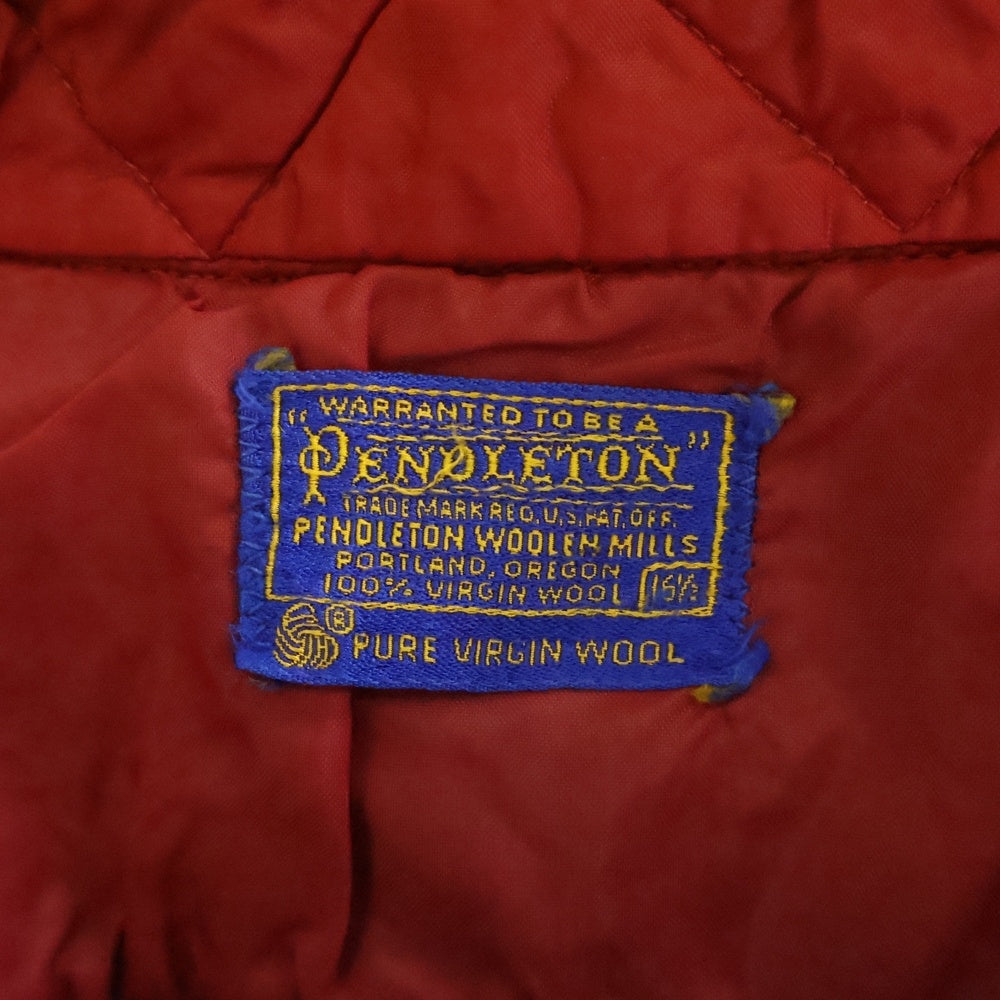 WARRANTED TO BE A
"PENDLETON"
TRADE MARK REG. U.S. PAT. OFF.
PENDLETON WOOLEN MILLS
PORTLAND, OREGON
100% VIRGIN WOOL 15½
® PURE VIRGIN WOOL